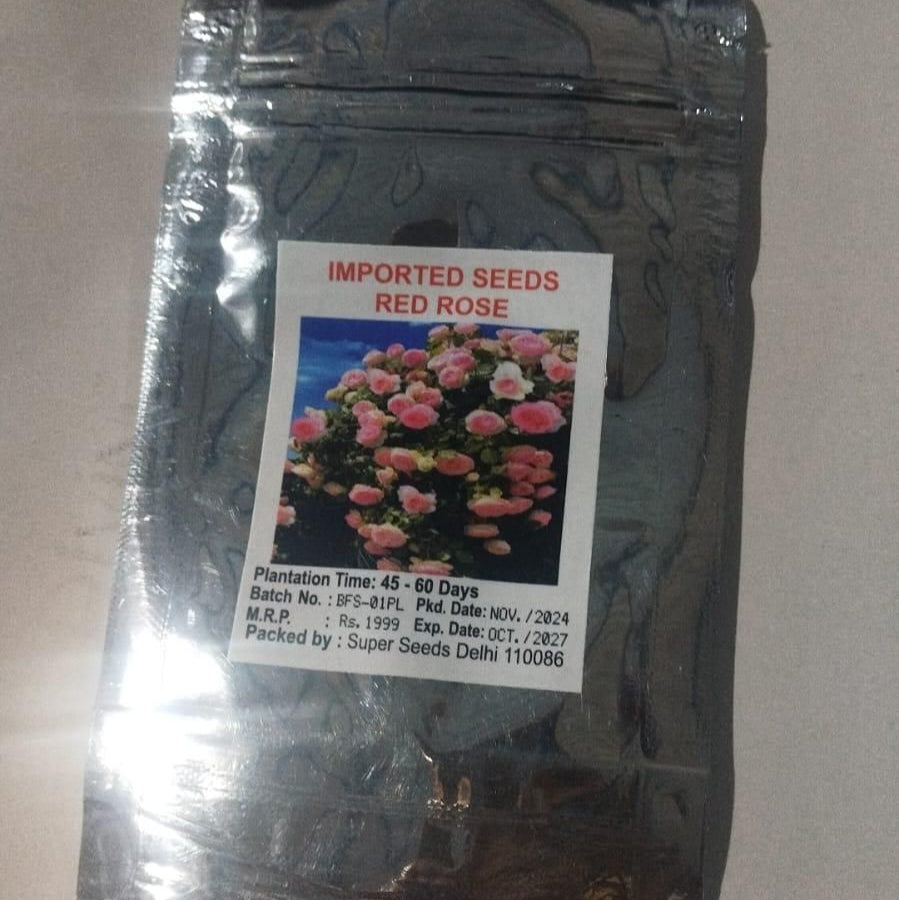 IMPORTED SEEDS
RED ROSE
Plantation Time: 45 - 60 Days
Batch No. : BFS-01PL Pkd. Date: NOV. /2024
M.R.P. : Rs. 1999 Exp. Date: OCT. /2027
Packed by : Super Seeds Delhi 110086